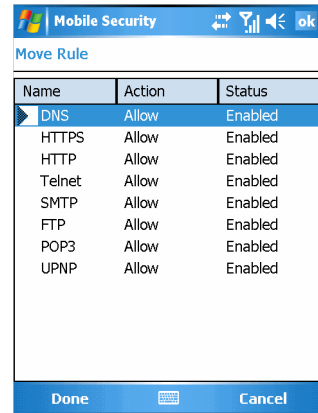 Mobile Security ok
Move Rule
Name Action Status
DNS Allow Enabled
HTTPS Allow Enabled
HTTP Allow Enabled
Telnet Allow Enabled
SMTP Allow Enabled
FTP Allow Enabled
POP3 Allow Enabled
UPNP Allow Enabled
Done Cancel